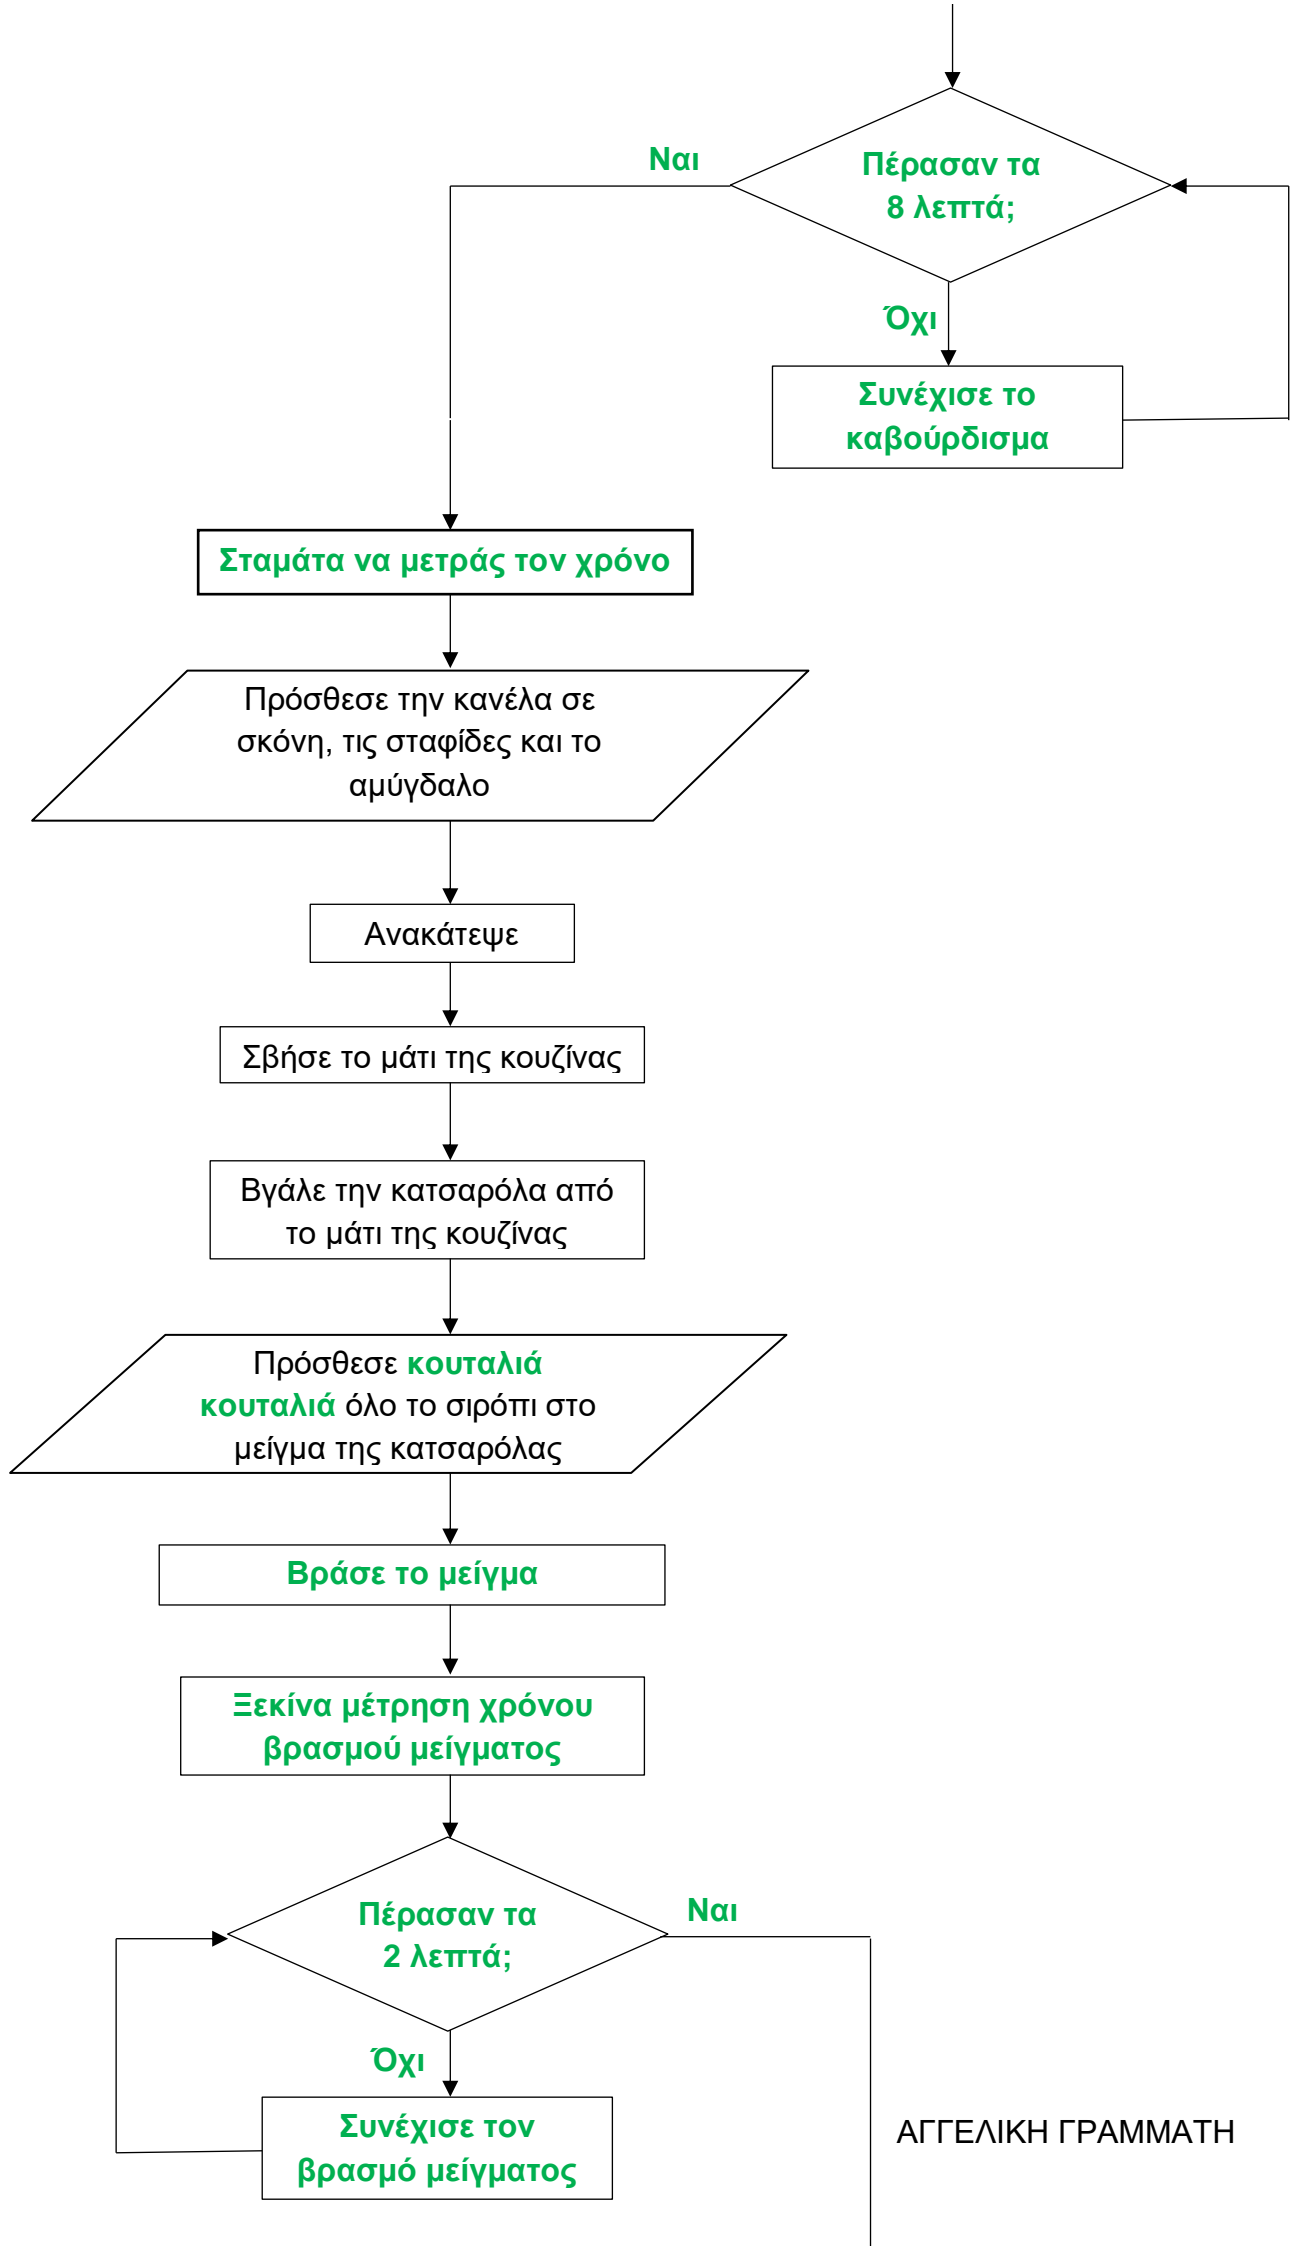 Ναι
Πέρασαν τα
8 λεπτά;
Όχι
Συνέχισε το
καβούρδισμα
Σταμάτα να μετράς τον χρόνο
Πρόσθεσε την κανέλα σε
σκόνη, τις σταφίδες και το
αμύγδαλο
Ανακάτεψε
Σβήσε το μάτι της κουζίνας
Βγάλε την κατσαρόλα από
το μάτι της κουζίνας
Πρόσθεσε κουταλιά
κουταλιά όλο το σιρόπι στο
μείγμα της κατσαρόλας
Βράσε το μείγμα
Ξεκίνα μέτρηση χρόνου
βρασμού μείγματος
Πέρασαν τα
2 λεπτά;
Ναι
Όχι
Συνέχισε τον
βρασμό μείγματος
ΑΓΓΕΛΙΚΗ ΓΡΑΜΜΑΤΗ